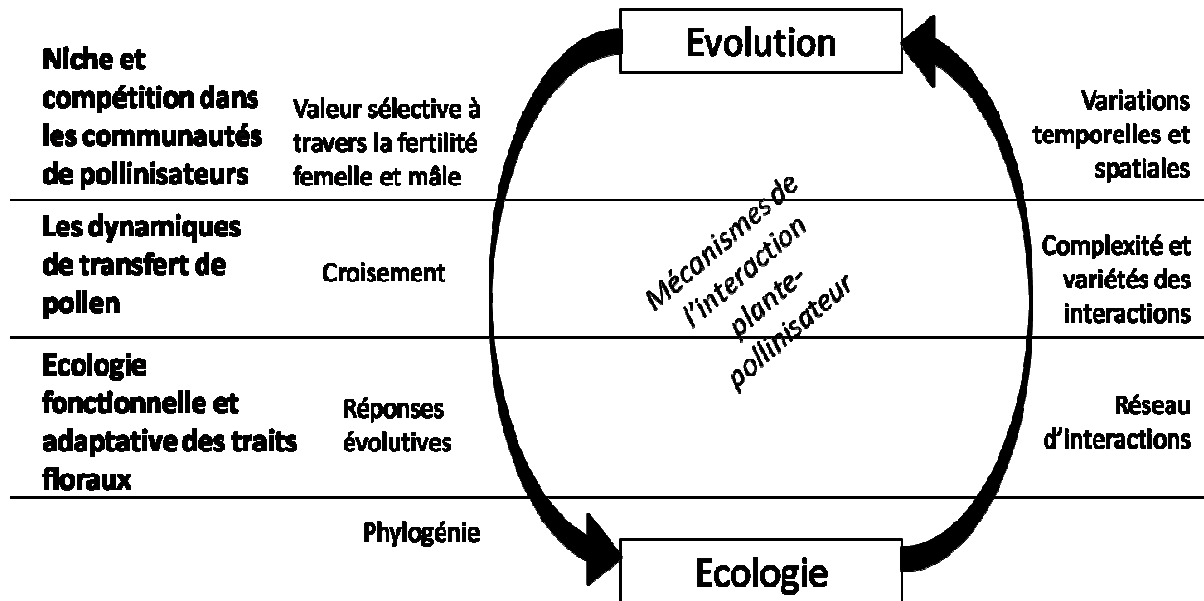 Evolution
Niche et
compétition dans
les communautés
de pollinisateurs
Valeur sélective à
travers la fertilité
femelle et mâle
Variations
temporelles et
spatiales
Mécanismes de
l'interaction
plante-
pollinisateur
Les dynamiques
de transfert de
pollen
Croisement
Complexité et
variétés des
interactions
Ecologie
fonctionnelle et
adaptative des traits
floraux
Réponses
évolutives
Réseau
d'interactions
Phylogénie
Ecologie